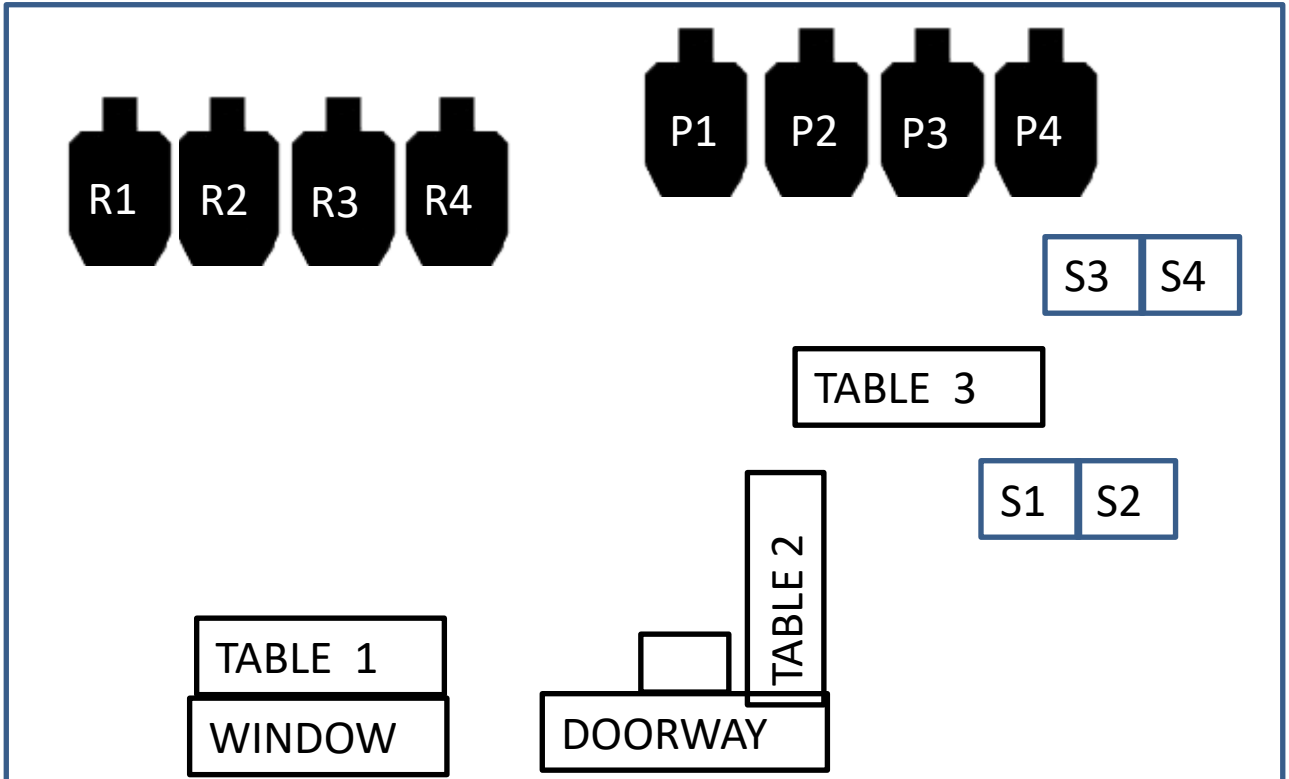 P1 P2 P3 P4
R1 R2 R3 R4
S3 S4
TABLE 3
S1 S2
TABLE 2
TABLE 1
WINDOW
DOORWAY